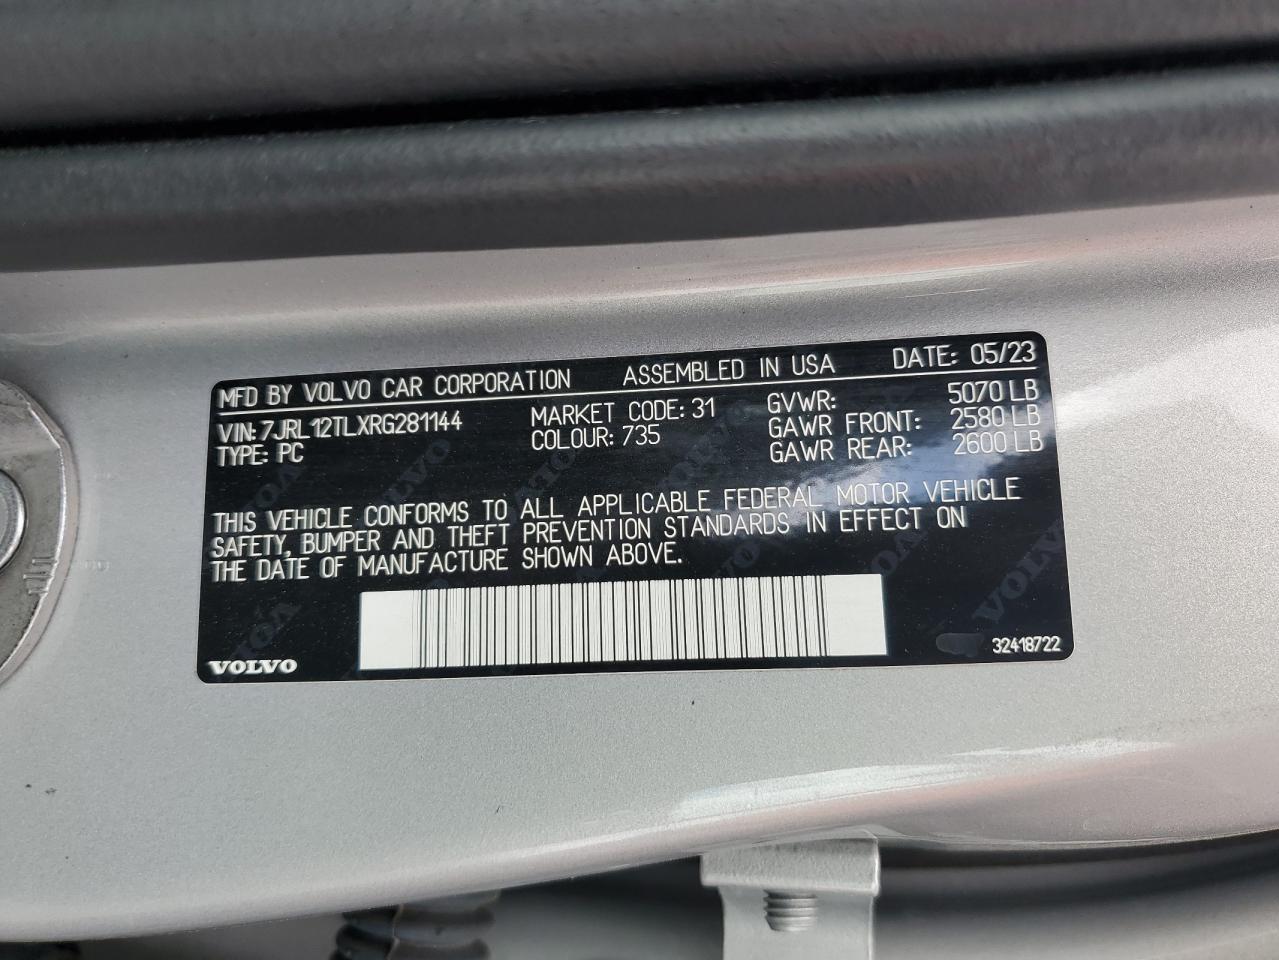 MFD BY VOLVO CAR CORPORATION ASSEMBLED IN USA DATE: 05/23
VIN: 7JRL12TLXRG281144 MARKET CODE: 31 GVWR: 5070 LB
TYPE: PC COLOUR: 735 GAWR FRONT: 2580 LB
GAWR REAR: 2600 LB
THIS VEHICLE CONFORMS TO ALL APPLICABLE FEDERAL MOTOR VEHICLE
SAFETY, BUMPER AND THEFT PREVENTION STANDARDS IN EFFECT ON
THE DATE OF MANUFACTURE SHOWN ABOVE.
VOLVO 32418722